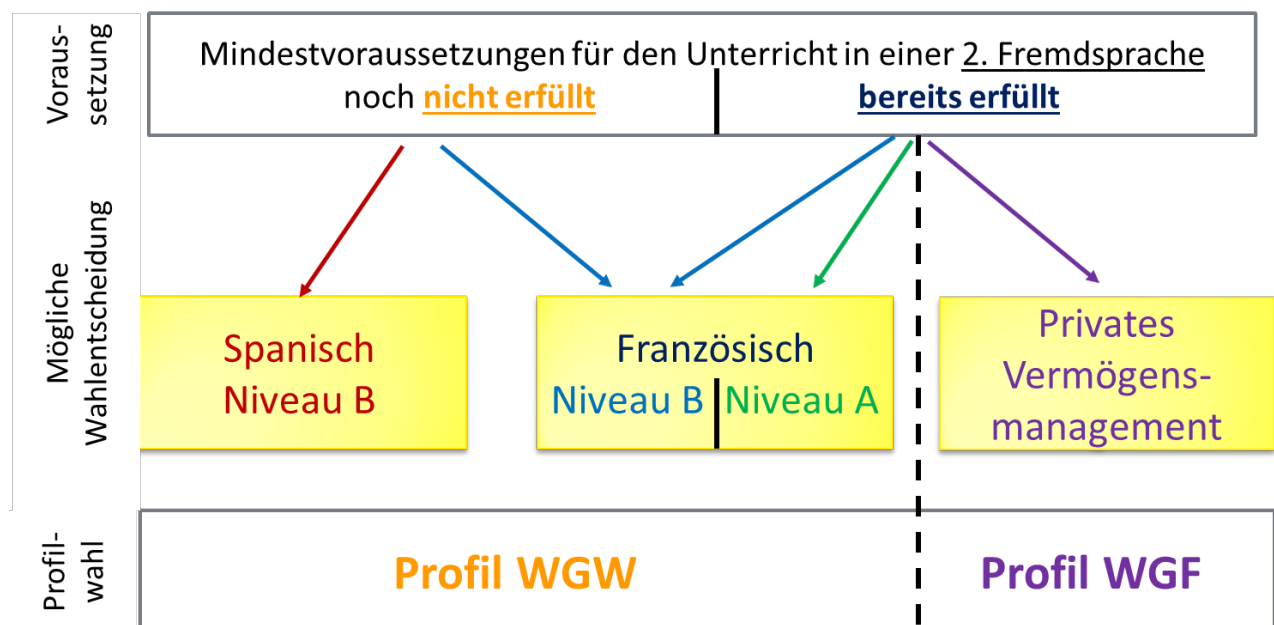 Voraus-
setzung
Mindestvoraussetzungen für den Unterricht in einer 2. Fremdsprache
noch nicht erfüllt
bereits erfüllt
Mögliche
Wahlentscheidung
Spanisch
Niveau B
Französisch
Niveau B
Niveau A
Privates
Vermögens-
management
Profil-
wahl
Profil WGW
Profil WGF